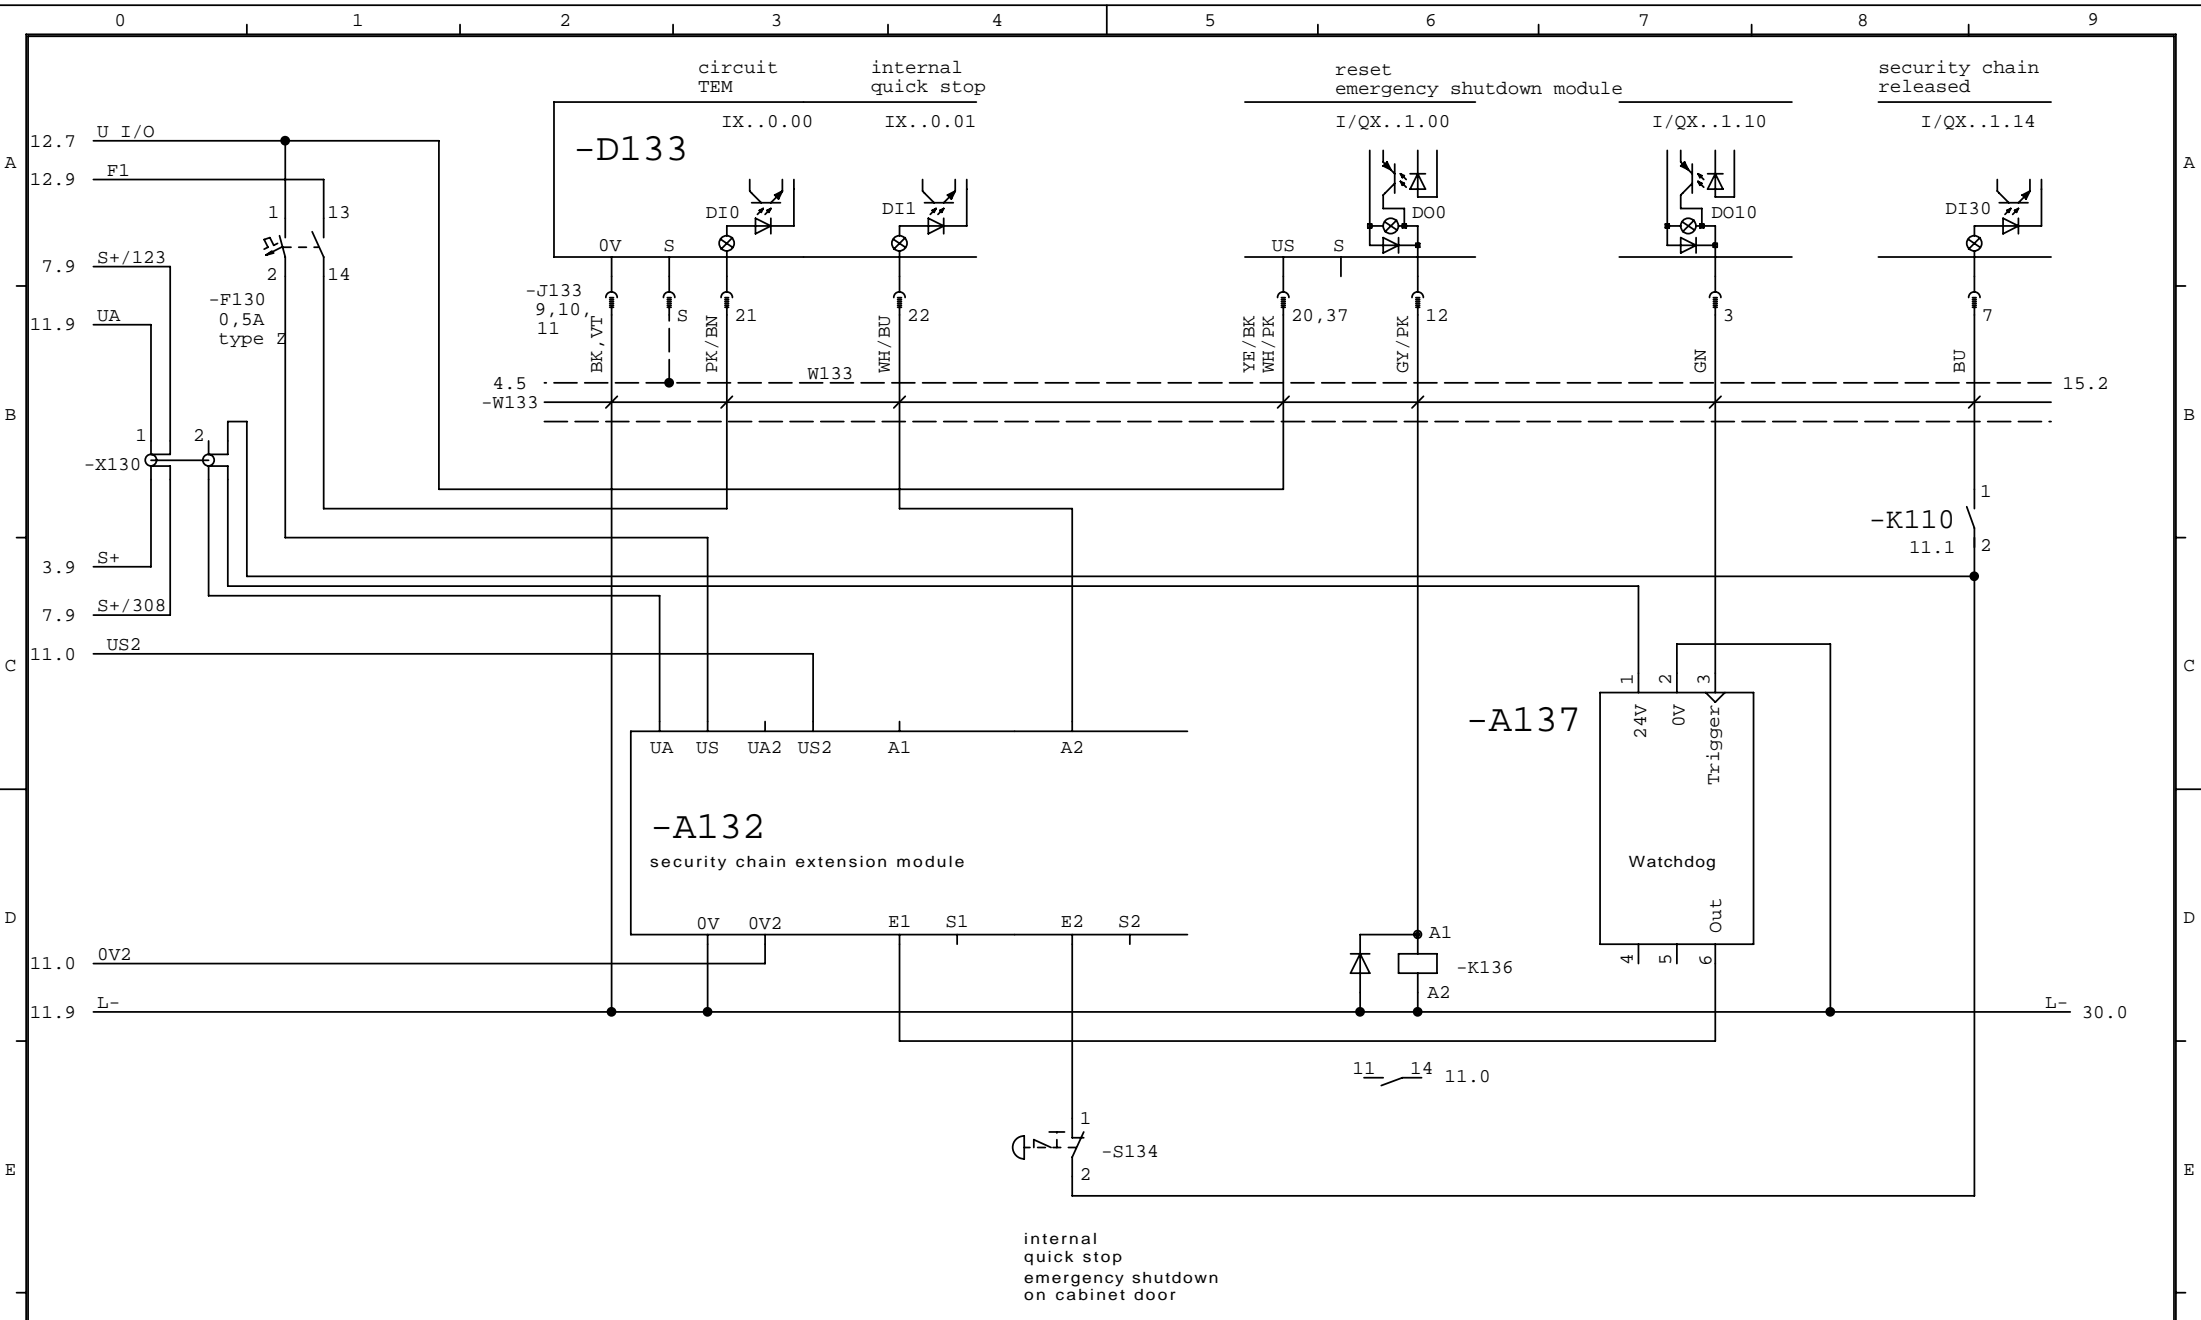 0 1 2 3 4 5 6 7 8 9
circuit
TEM
internal
quick stop
reset
emergency shutdown module
security chain
released
IX..0.00
IX..0.01
I/QX..1.00
I/QX..1.10
I/QX..1.14
-D133
A
A
12.7 U I/O
12.9 F1
1 13
DI0
DI1
DO0
DO10
DI30
0V S
US S
7.9 S+/123
2 14
-F130
0,5A
type Z
-J133
9,10,
11
S 21 22 20,37 12 3 7
11.9 UA
BK,VT
PK/BN
WH/BU
YE/BK
WH/PK
GY/PK
GN
BU
4.5 W133 15.2
-W133
B
B
1 2
-X130
1
-K110
11.1 2
3.9 S+
7.9 S+/308
11.0 US2
C
C
1 2 3
-A137
24V 0V Trigger
UA US UA2 US2 A1 A2
-A132
security chain extension module
Watchdog
Out
D
D
0V 0V2 E1 S1 E2 S2
A1
-K136
A2
4 5 6
11.0 0V2
11.9 L-
L- 30.0
11 14 11.0
1
-S134
2
E
E
internal
quick stop
emergency shutdown
on cabinet door